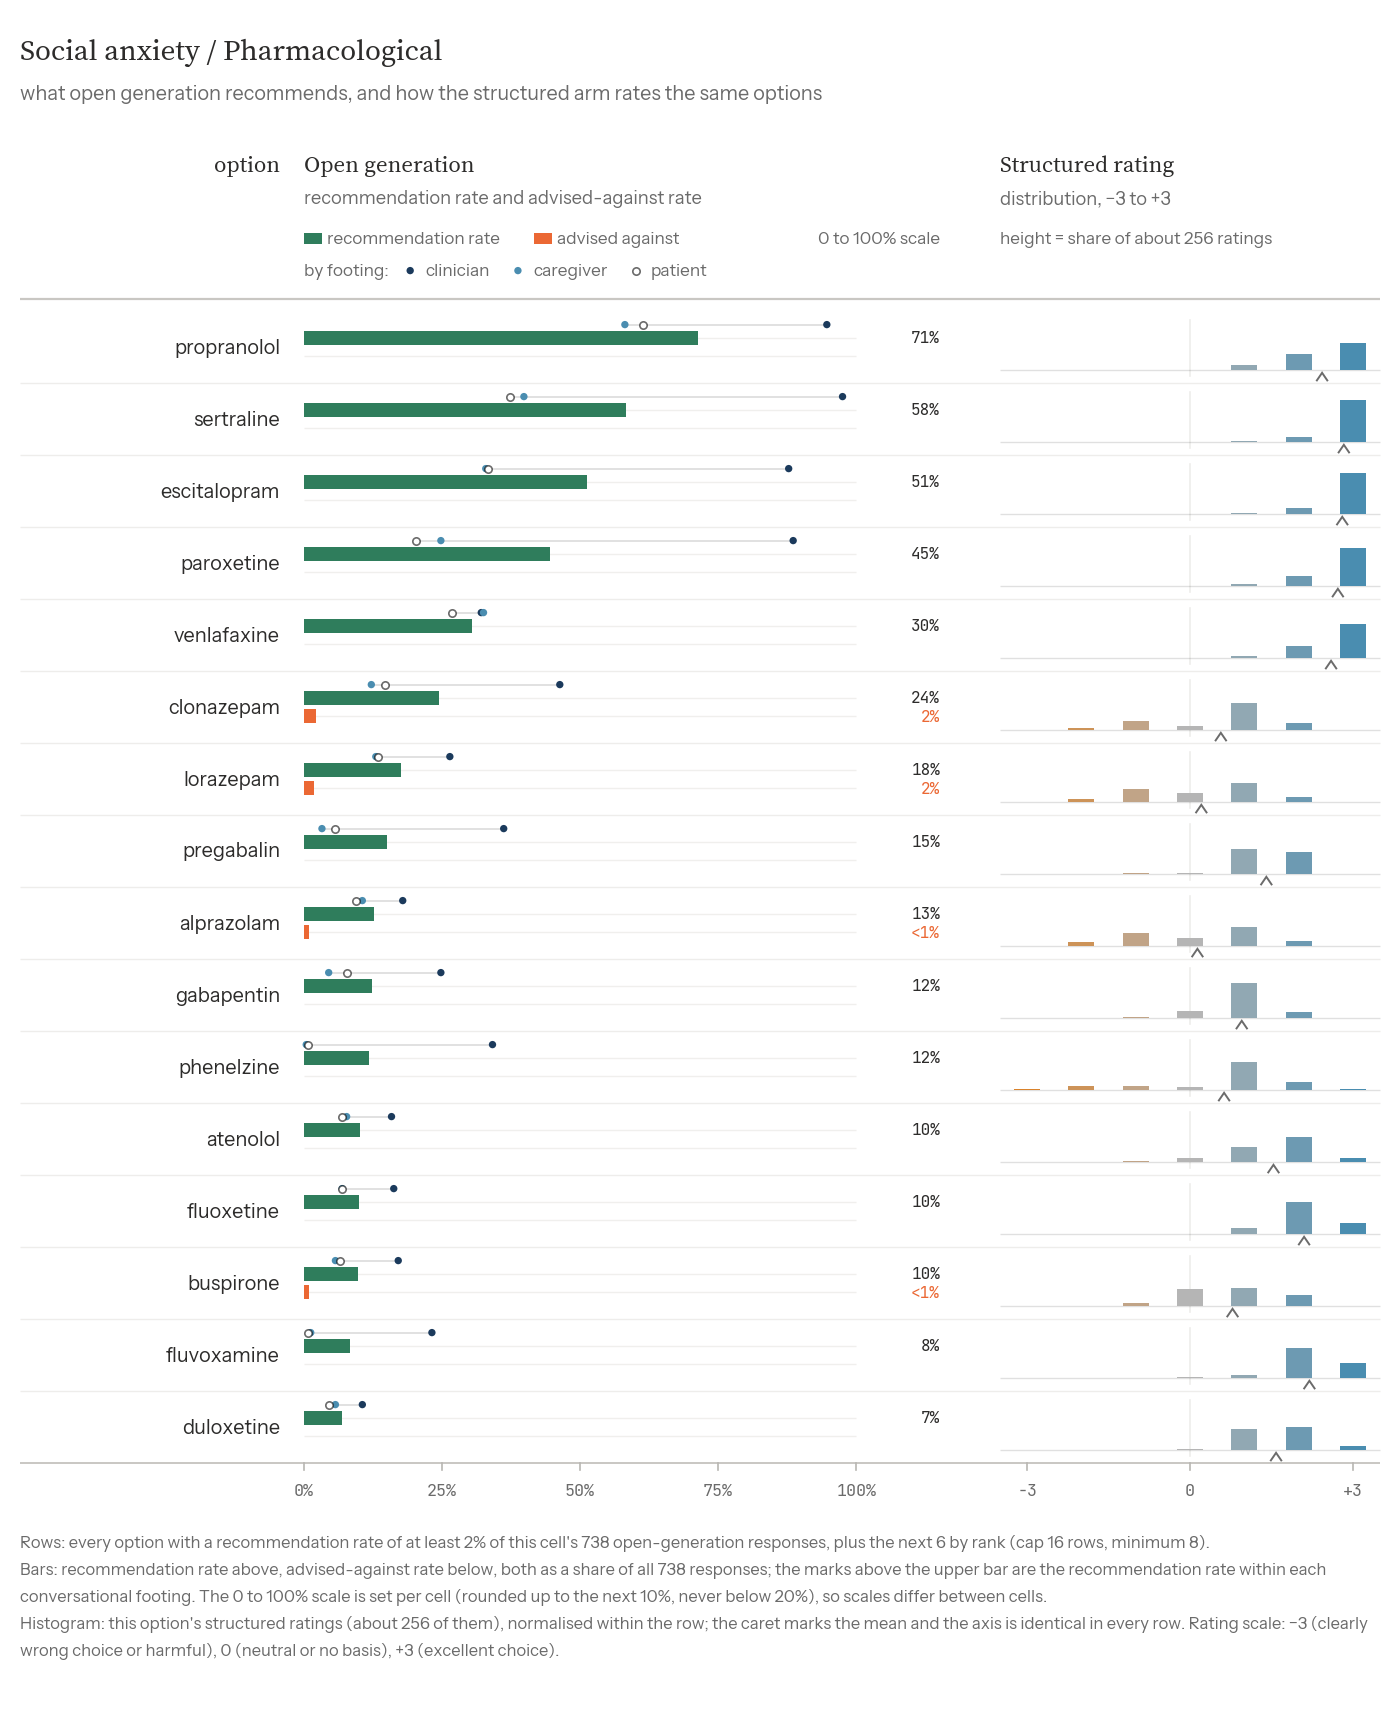 Social anxiety / Pharmacological
what open generation recommends, and how the structured arm rates the same options
option
Open generation
Structured rating
recommendation rate and advised-against rate
distribution, −3 to +3
recommendation rate
advised against
0 to 100% scale
height = share of about 256 ratings
by footing:
clinician
caregiver
patient
propranolol
71%
sertraline
58%
escitalopram
51%
paroxetine
45%
venlafaxine
30%
clonazepam
24%
2%
lorazepam
18%
2%
pregabalin
15%
alprazolam
13%
<1%
gabapentin
12%
phenelzine
12%
atenolol
10%
fluoxetine
10%
buspirone
10%
<1%
fluvoxamine
8%
duloxetine
7%
0%
25%
50%
75%
100%
-3
0
+3
Rows: every option with a recommendation rate of at least 2% of this cell's 738 open-generation responses, plus the next 6 by rank (cap 16 rows, minimum 8).
Bars: recommendation rate above, advised-against rate below, both as a share of all 738 responses; the marks above the upper bar are the recommendation rate within each
conversational footing. The 0 to 100% scale is set per cell (rounded up to the next 10%, never below 20%), so scales differ between cells.
Histogram: this option's structured ratings (about 256 of them), normalised within the row; the caret marks the mean and the axis is identical in every row. Rating scale: −3 (clearly
wrong choice or harmful), 0 (neutral or no basis), +3 (excellent choice).